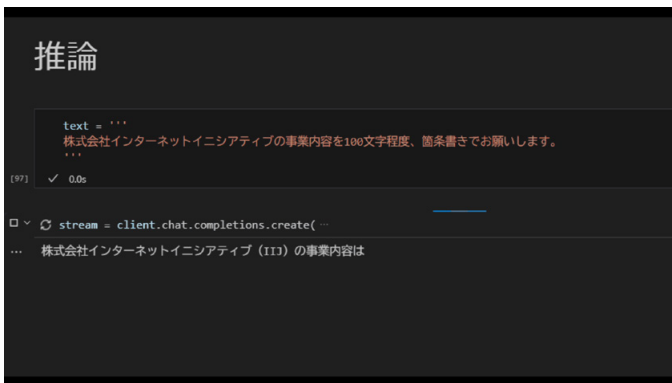 推論
text = '''
株式会社インターネットイニシアティブの事業内容を100文字程度、箇条書きでお願いします。
'''
[97] ✓ 0.0s
stream = client.chat.completions.create( ···
··· 株式会社インターネットイニシアティブ（IIJ）の事業内容は